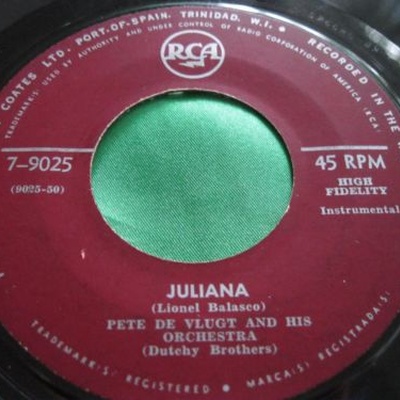 COATES LTD. PORT-OF-SPAIN, TRINIDAD, W.I. • RECORDED IN THE
TRADEMARK'S USED BY AUTHORITY AND UNDER CONTROL OF RADIO CORPORATION OF AMERICA (RCA)
RCA
7-9025
45 RPM
(9025-50)
HIGH
FIDELITY
Instrumental
JULIANA
(Lionel Balasco)
PETE DE VLUGT AND HIS
ORCHESTRA
(Dutchy Brothers)
TRADEMARK'S REGISTERED • MARCA(S) REGISTRADA(S)